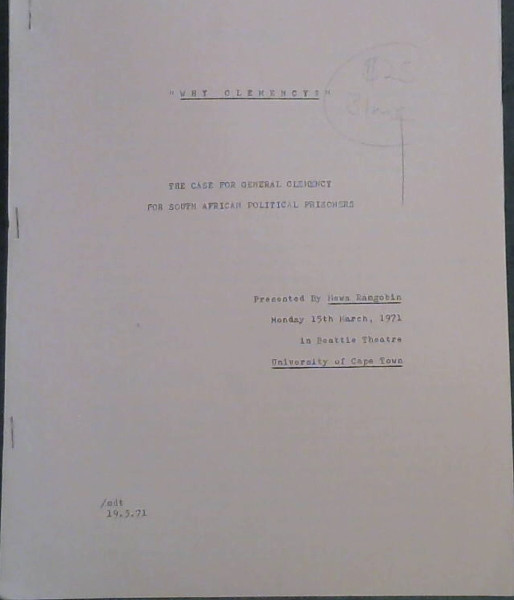 "WHY CLEMENCY?"
THE CASE FOR GENERAL CLEMENCY
FOR SOUTH AFRICAN POLITICAL PRISONERS
Presented By Mewa Ramgobin
Monday 15th March, 1971
in Beattie Theatre
University of Cape Town
/mdt
19.3.71